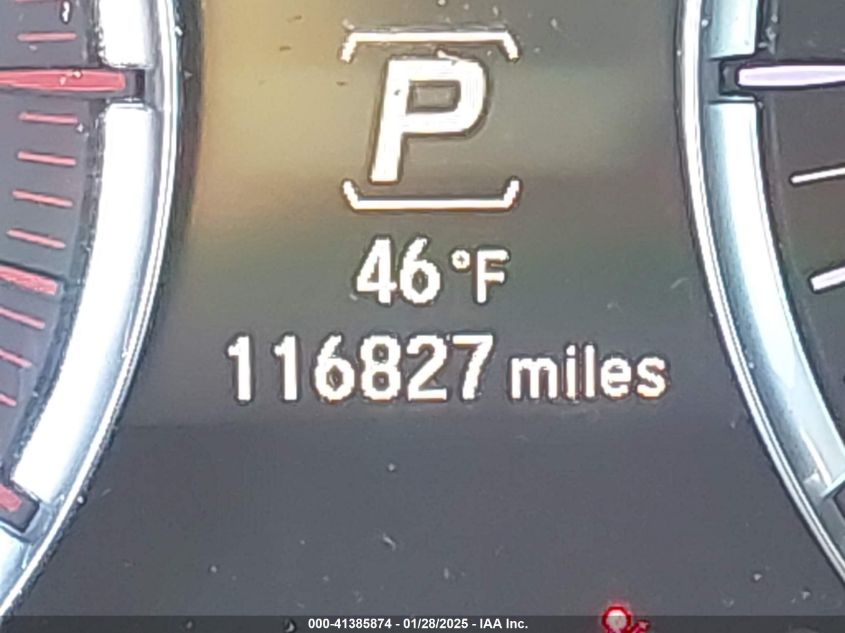 P
46 °F
116827 miles
000-41385874 - 01/28/2025 - IAA Inc.